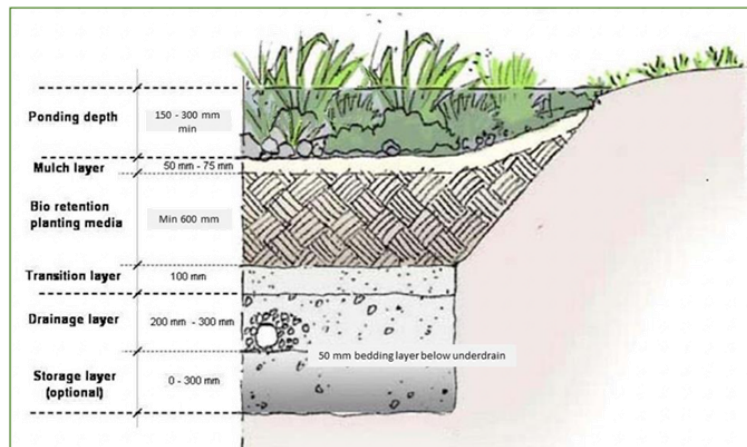 Ponding depth
150 - 300 mm
min
Mulch layer
50 mm - 75 mm
Bio retention
planting media
Min 600 mm
Transition layer
100 mm
Drainage layer
200 mm - 300 mm
50 mm bedding layer below underdrain
Storage layer
(optional)
0 - 300 mm